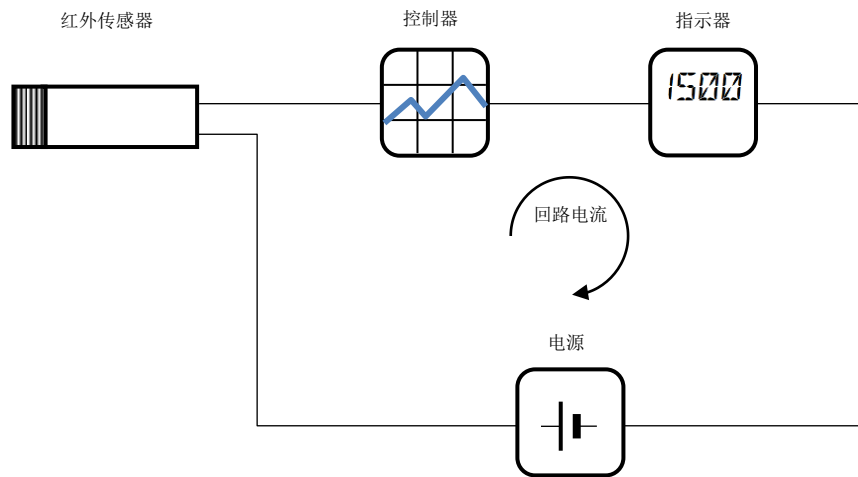 红外传感器
控制器
指示器
1500
回路电流
电源